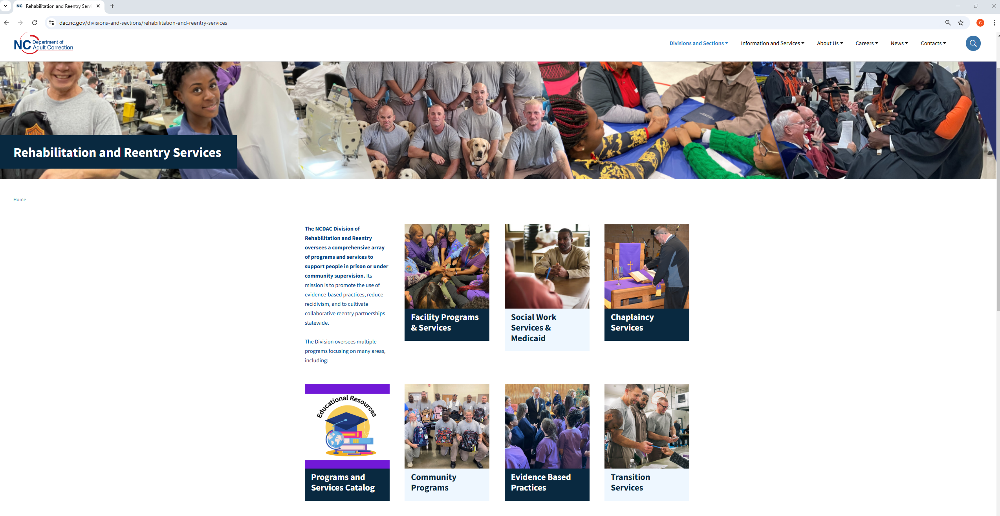 NC Rehabilitation and Reentry Serv
dac.nc.gov/divisions-and-sections/rehabilitation-and-reentry-services
C
NC Department of
Adult Correction
Divisions and Sections
Information and Services
About Us
Careers
News
Contacts
Rehabilitation and Reentry Services
Home
The NCDAC Division of
Rehabilitation and Reentry
oversees a comprehensive array
of programs and services to
support people in prison or under
community supervision. Its
mission is to promote the use of
evidence-based practices, reduce
recidivism, and to cultivate
collaborative reentry partnerships
statewide.
The Division oversees multiple
programs focusing on many areas,
including:
Facility Programs
& Services
Social Work
Services &
Medicaid
Chaplaincy
Services
Educational Resources
Programs and
Services Catalog
Community
Programs
Evidence Based
Practices
Transition
Services